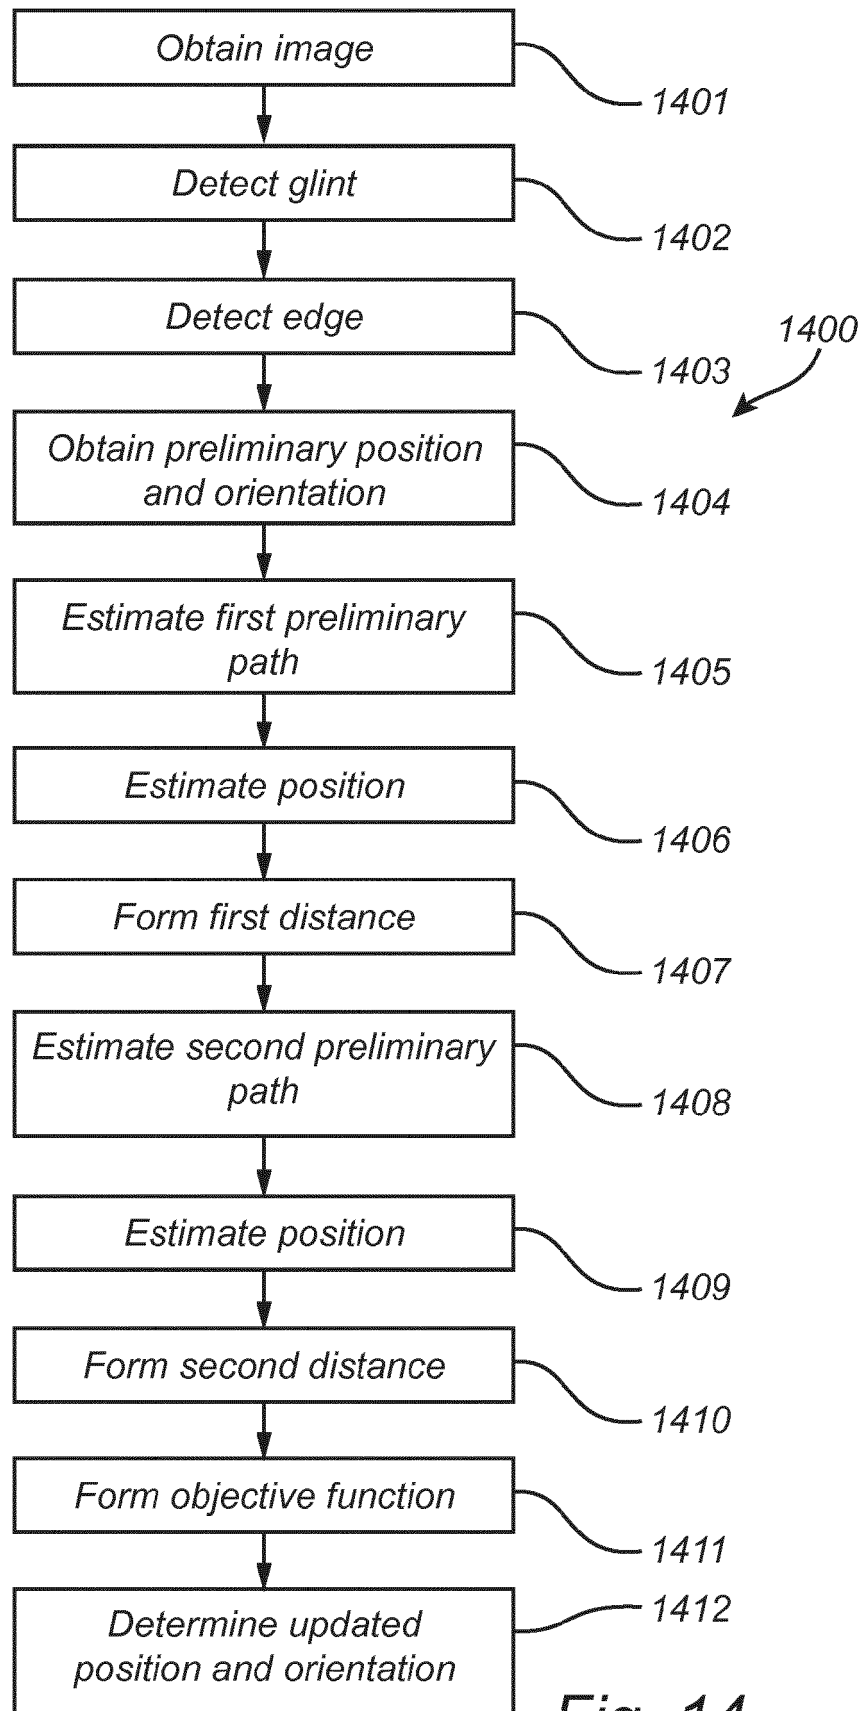 Obtain image
1401
Detect glint
1402
Detect edge
1403
1400
Obtain preliminary position
and orientation
1404
Estimate first preliminary
path
1405
Estimate position
1406
Form first distance
1407
Estimate second preliminary
path
1408
Estimate position
1409
Form second distance
1410
Form objective function
1411
Determine updated
position and orientation
1412
Fig. 14